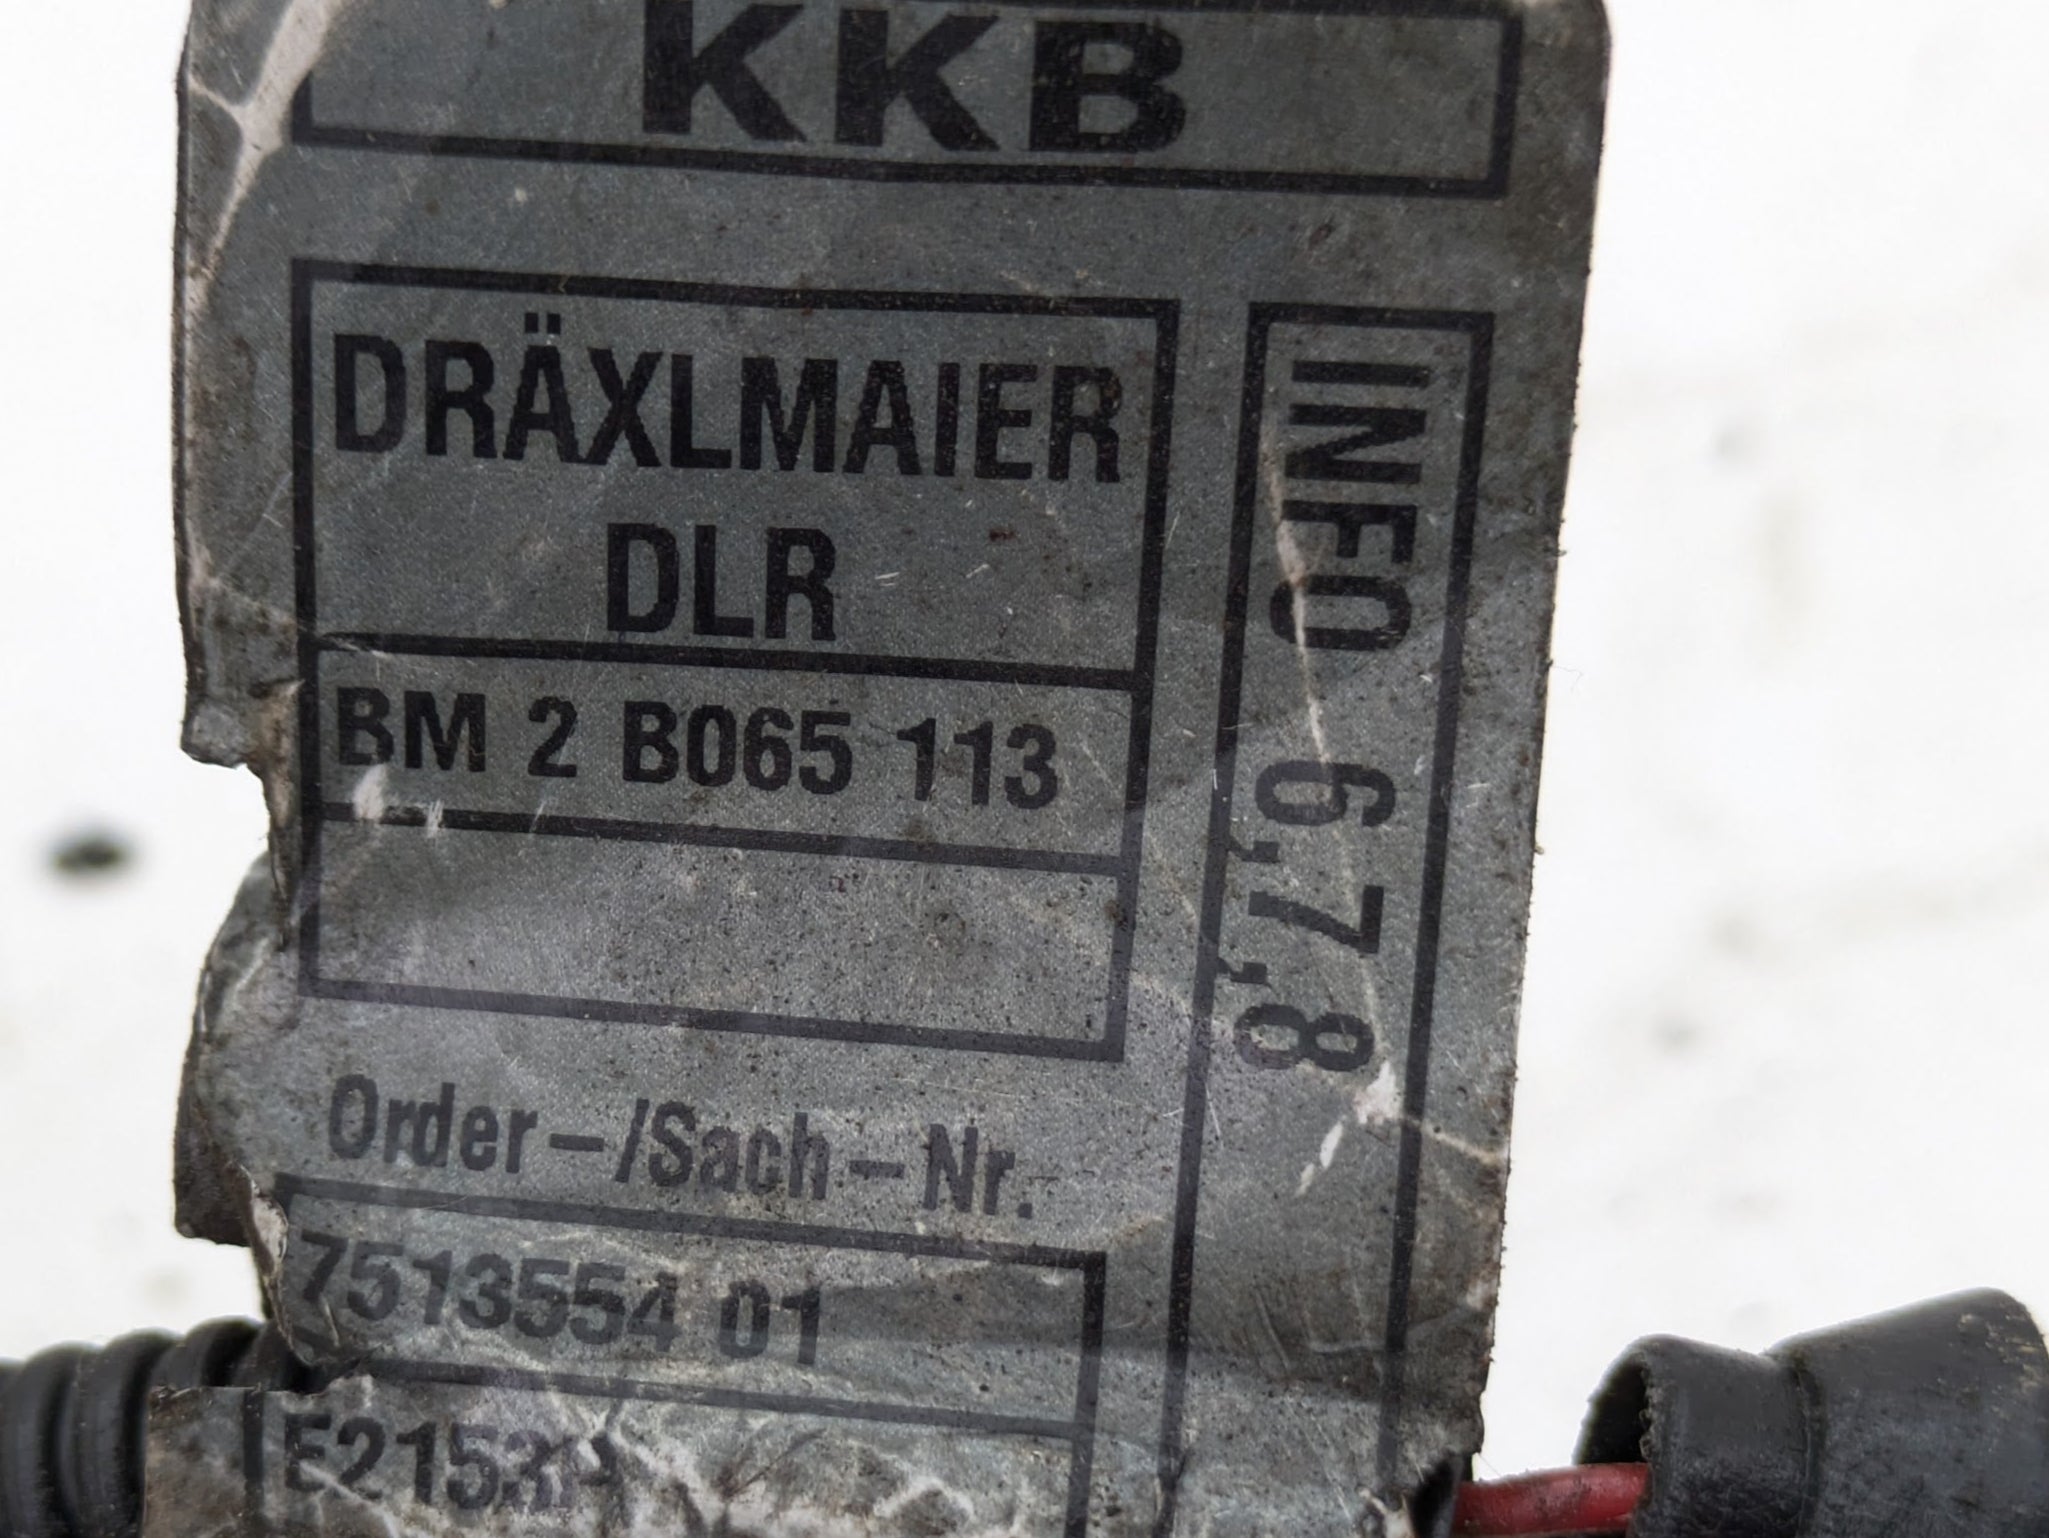 KKB
DRÄXLMAIER
DLR
BM 2 B065 113
INFO 6,7,8
Order-/Sach-Nr.
7513554 01